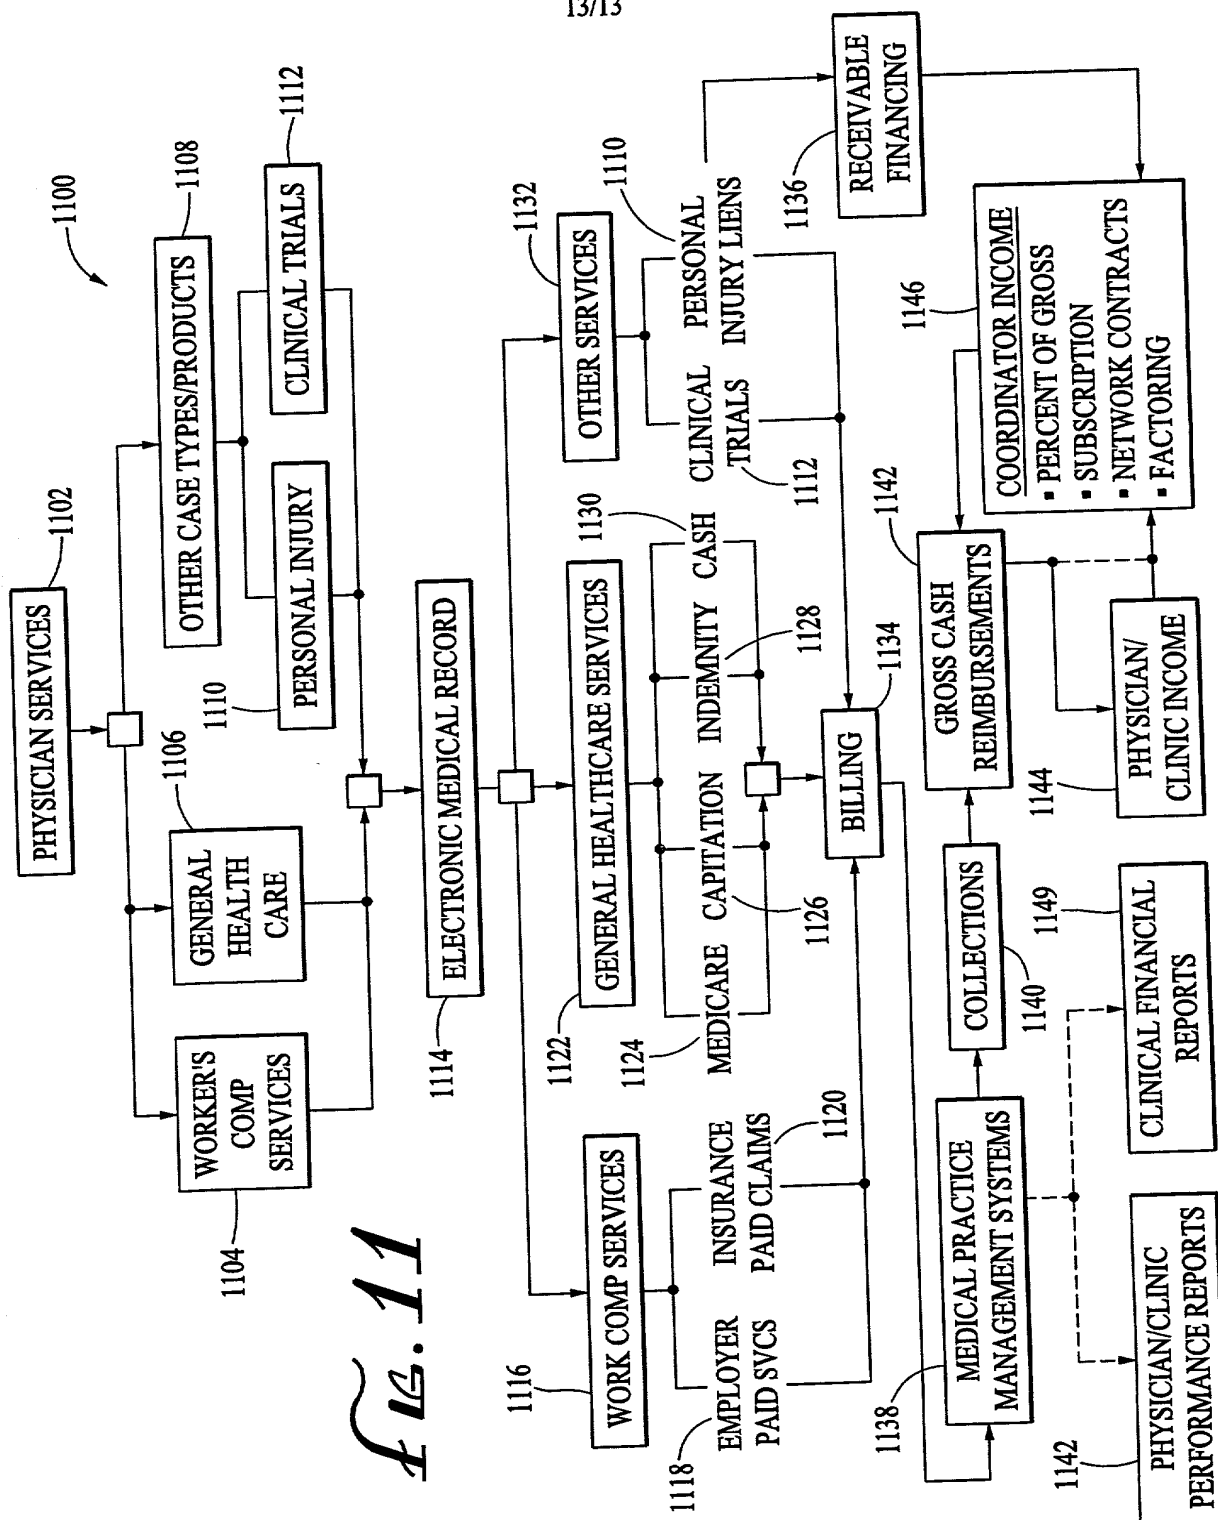 13/13
1100
PHYSICIAN SERVICES
1102
WORKER'S
COMP
SERVICES
1104
GENERAL
HEALTH
CARE
1106
OTHER CASE TYPES/PRODUCTS
1108
PERSONAL INJURY
1110
CLINICAL TRIALS
1112
ELECTRONIC MEDICAL RECORD
1114
WORK COMP SERVICES
1116
EMPLOYER
PAID SVCS
1118
INSURANCE
PAID CLAIMS
1120
GENERAL HEALTHCARE SERVICES
1122
MEDICARE
1124
CAPITATION
1126
INDEMNITY
1128
CASH
1130
OTHER SERVICES
1132
CLINICAL
TRIALS
1112
PERSONAL
INJURY LIENS
1110
BILLING
1134
RECEIVABLE
FINANCING
1136
MEDICAL PRACTICE
MANAGEMENT SYSTEMS
1138
COLLECTIONS
1140
GROSS CASH
REIMBURSEMENTS
1142
COORDINATOR INCOME
▪ PERCENT OF GROSS
▪ SUBSCRIPTION
▪ NETWORK CONTRACTS
▪ FACTORING
1146
PHYSICIAN/
CLINIC INCOME
1144
PHYSICIAN/CLINIC
PERFORMANCE REPORTS
1142
CLINICAL FINANCIAL
REPORTS
1149
FIG. 11